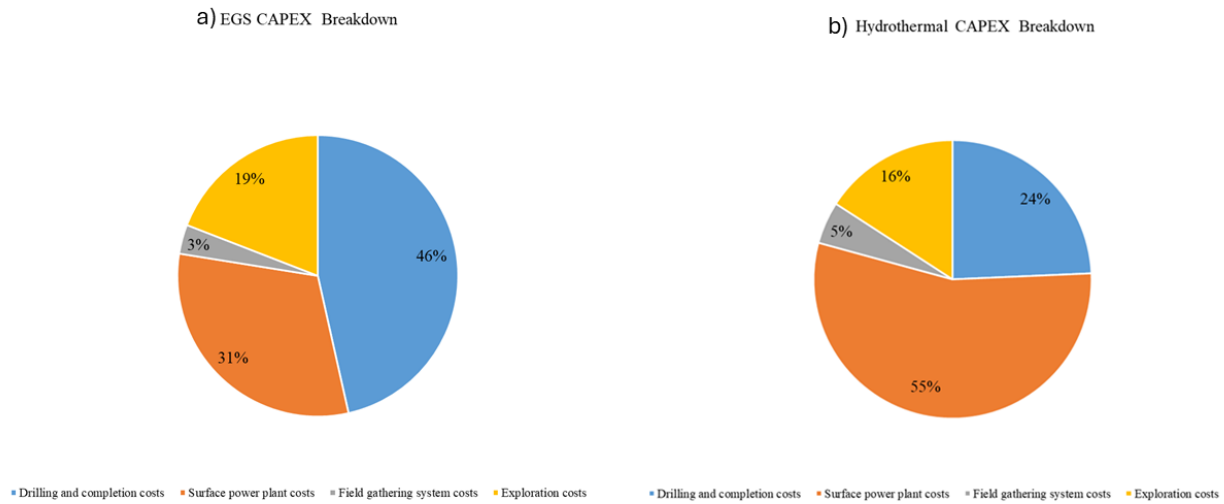 a) EGS CAPEX Breakdown
19%
3%
46%
31%
■ Drilling and completion costs ■ Surface power plant costs ■ Field gathering system costs ■ Exploration costs
b) Hydrothermal CAPEX Breakdown
16%
24%
5%
55%
■ Drilling and completion costs ■ Surface power plant costs ■ Field gathering system costs ■ Exploration costs